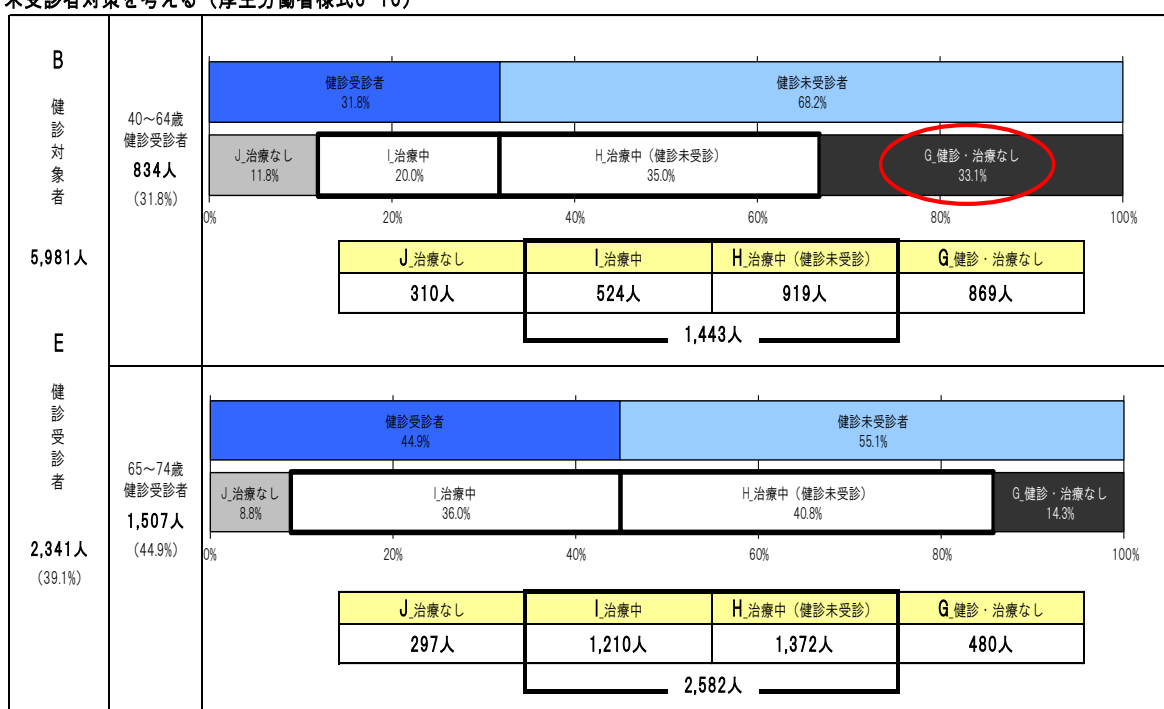 B
健
診
対
象
者
5,981人
E
健
診
受
診
者
2,341人
(39.1%)
40～64歳
健診受診者
834人
(31.8%)
健診受診者
31.8%
健診未受診者
68.2%
J_治療なし
11.8%
I_治療中
20.0%
H_治療中（健診未受診）
35.0%
G_健診・治療なし
33.1%
0% 20% 40% 60% 80% 100%
J_治療なし I_治療中 H_治療中（健診未受診） G_健診・治療なし
310人 524人 919人 869人
1,443人
65～74歳
健診受診者
1,507人
(44.9%)
健診受診者
44.9%
健診未受診者
55.1%
J_治療なし
8.8%
I_治療中
36.0%
H_治療中（健診未受診）
40.8%
G_健診・治療なし
14.3%
0% 20% 40% 60% 80% 100%
J_治療なし I_治療中 H_治療中（健診未受診） G_健診・治療なし
297人 1,210人 1,372人 480人
2,582人